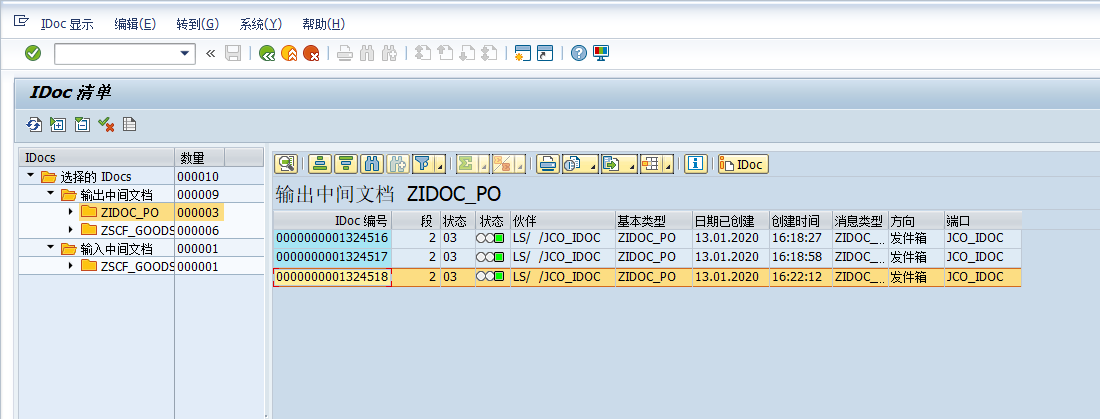 IDoc 显示 编辑(E) 转到(G) 系统(Y) 帮助(H)
IDoc 清单
IDocs 数量
选择的 IDocs 000010
输出中间文档 000009
ZIDOC_PO 000003
ZSCF_GOODS 000006
输入中间文档 000001
ZSCF_GOODS 000001
IDoc
输出中间文档 ZIDOC_PO
IDoc 编号 段 状态 状态 伙伴 基本类型 日期已创建 创建时间 消息类型 方向 端口
0000000001324516 2 03 LS/ /JCO_IDOC ZIDOC_PO 13.01.2020 16:18:27 ZIDOC_... 发件箱 JCO_IDOC
0000000001324517 2 03 LS/ /JCO_IDOC ZIDOC_PO 13.01.2020 16:18:58 ZIDOC_... 发件箱 JCO_IDOC
0000000001324518 2 03 LS/ /JCO_IDOC ZIDOC_PO 13.01.2020 16:22:12 ZIDOC_... 发件箱 JCO_IDOC